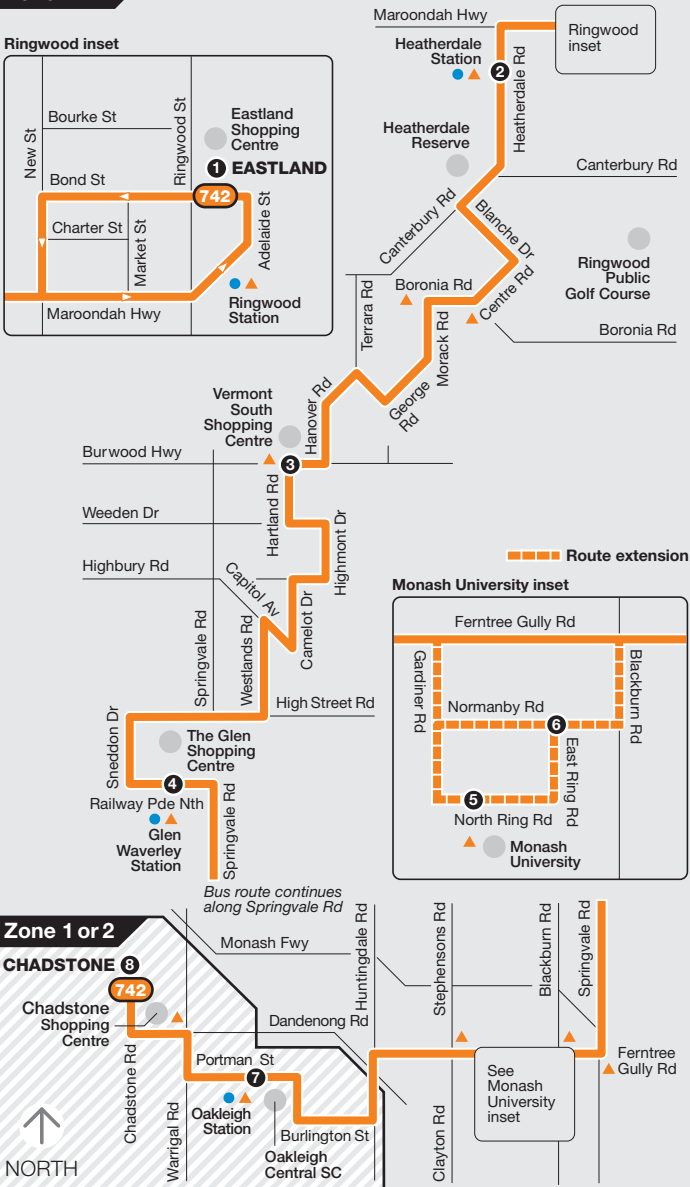 Ringwood inset
Bourke St
New St
Ringwood St
Eastland
Shopping
Centre
1 EASTLAND
Bond St
742
Charter St
Market St
Adelaide St
Ringwood
Station
Maroondah Hwy
Maroondah Hwy
Ringwood
inset
Heatherdale
Station
2
Heatherdale Rd
Heatherdale
Reserve
Canterbury Rd
Canterbury Rd
Blanche Dr
Ringwood
Public
Golf Course
Terrara Rd
Boronia Rd
Centre Rd
Boronia Rd
Morack Rd
George
Rd
Hanover Rd
Vermont
South
Shopping
Centre
Burwood Hwy
3
Hartland Rd
Weeden Dr
Highmont Dr
Highbury Rd
Capitol Av
Camelot Dr
Springvale Rd
Westlands Rd
High Street Rd
Sneddon Dr
The Glen
Shopping
Centre
4
Railway Pde Nth
Glen
Waverley
Station
Springvale Rd
Bus route continues
along Springvale Rd
Route extension
Monash University inset
Ferntree Gully Rd
Gardiner Rd
Blackburn Rd
Normanby Rd
6
East Ring Rd
5
North Ring Rd
Monash
University
Zone 1 or 2
CHADSTONE 8
742
Chadstone
Shopping
Centre
Monash Fwy
Dandenong Rd
Huntingdale Rd
Stephensons Rd
Blackburn Rd
Springvale Rd
Portman St
7
Oakleigh
Station
Chadstone Rd
Warrigal Rd
Burlington St
Oakleigh
Central SC
Clayton Rd
See
Monash
University
inset
Ferntree
Gully Rd
NORTH